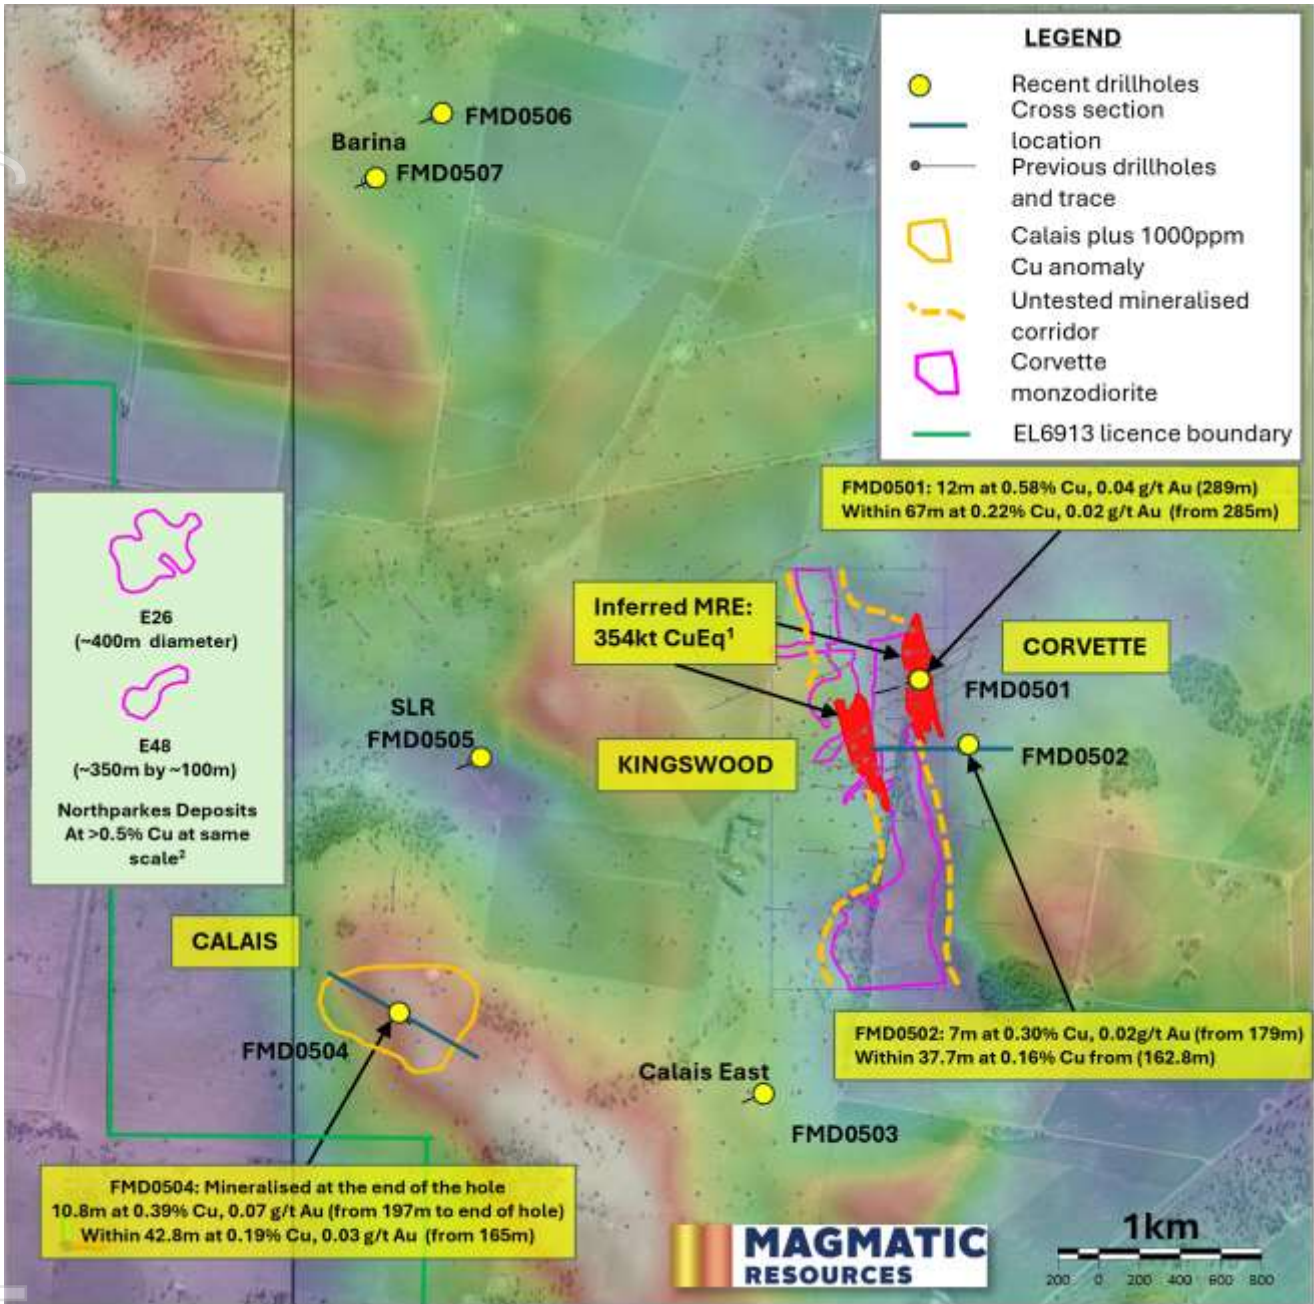 LEGEND
Recent drillholes
Cross section
location
Previous drillholes
and trace
Calais plus 1000ppm
Cu anomaly
Untested mineralised
corridor
Corvette
monzodiorite
EL6913 licence boundary
FMD0506
Barina
FMD0507
FMD0501: 12m at 0.58% Cu, 0.04 g/t Au (289m)
Within 67m at 0.22% Cu, 0.02 g/t Au (from 285m)
E26
(~400m diameter)
E48
(~350m by ~100m)
Northparkes Deposits
At >0.5% Cu at same
scale²
Inferred MRE:
354kt CuEq¹
CORVETTE
FMD0501
SLR
FMD0505
KINGSWOOD
FMD0502
CALAIS
FMD0504
FMD0502: 7m at 0.30% Cu, 0.02g/t Au (from 179m)
Within 37.7m at 0.16% Cu from (162.8m)
Calais East
FMD0503
FMD0504: Mineralised at the end of the hole
10.8m at 0.39% Cu, 0.07 g/t Au (from 197m to end of hole)
Within 42.8m at 0.19% Cu, 0.03 g/t Au (from 165m)
MAGMATIC
RESOURCES
1km
200 0 200 400 600 800